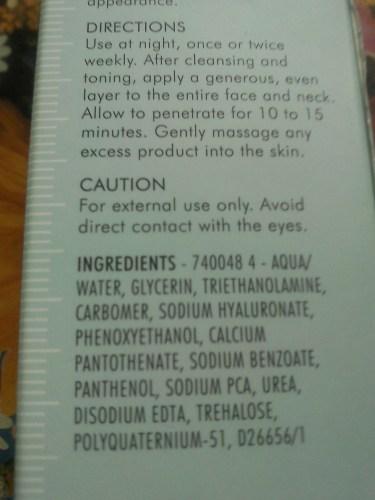 appearance.
DIRECTIONS
Use at night, once or twice
weekly. After cleansing and
toning, apply a generous, even
layer to the entire face and neck.
Allow to penetrate for 10 to 15
minutes. Gently massage any
excess product into the skin.
CAUTION
For external use only. Avoid
direct contact with the eyes.
INGREDIENTS - 740048 4 - AQUA/
WATER, GLYCERIN, TRIETHANOLAMINE,
CARBOMER, SODIUM HYALURONATE,
PHENOXYETHANOL, CALCIUM
PANTOTHENATE, SODIUM BENZOATE,
PANTHENOL, SODIUM PCA, UREA,
DISODIUM EDTA, TREHALOSE,
POLYQUATERNIUM-51, D26656/1